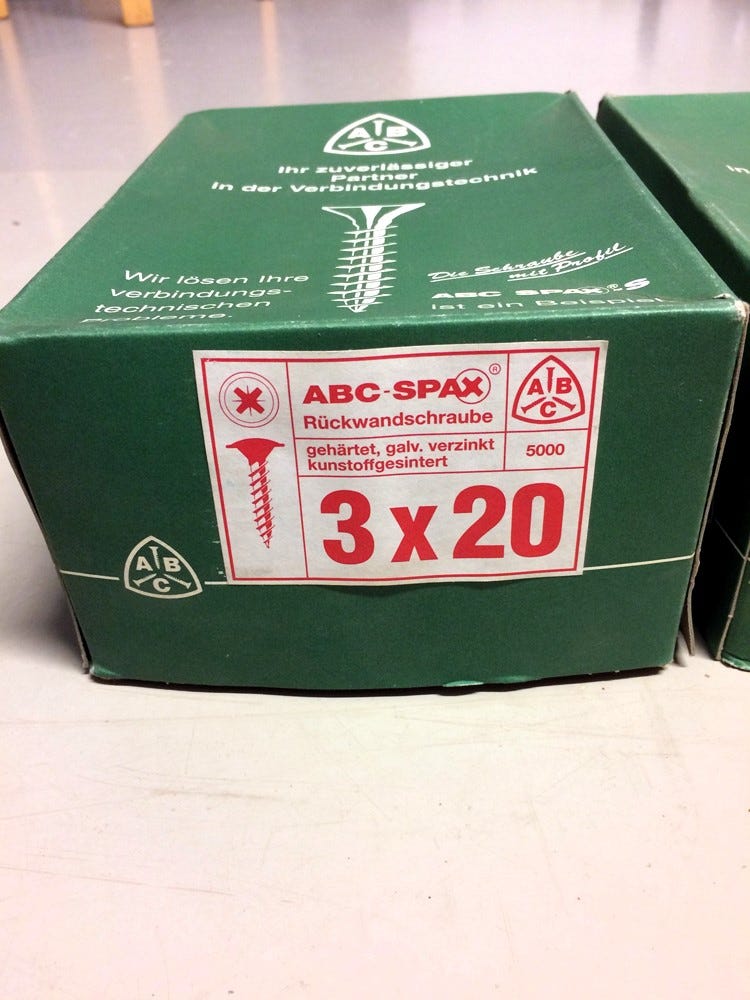 A B
C
Ihr zuverlässiger
Partner
in der Verbindungstechnik
Wir lösen Ihre
Verbindungs-
technischen
Probleme.
Die Schraube
mit Profil
ABC SPAX®-S
ist ein Beispiel
ABC-SPAX®
Rückwandschraube
A B
C
gehärtet, galv. verzinkt
kunstoffgesintert
5000
3 x 20
A B
C